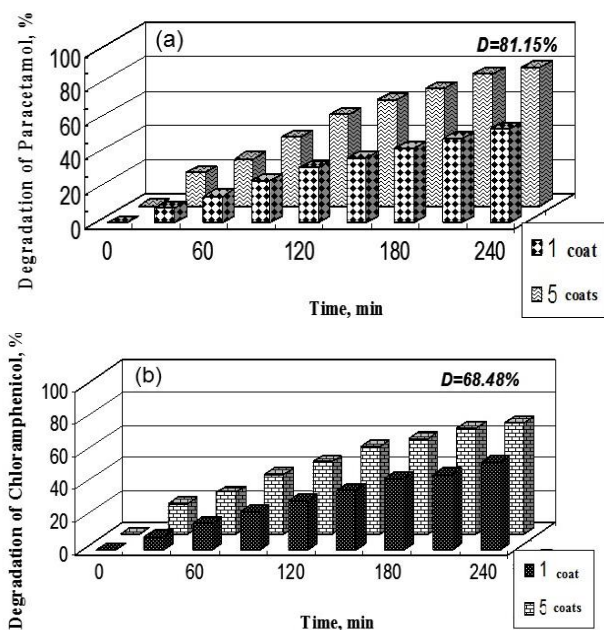 (a)
D=81.15%
Degradation of Paracetamol, %
100
80
60
40
20
0
0 60 120 180 240
Time, min
1 coat
5 coats
(b)
D=68.48%
Degradation of Chloramphenicol, %
100
80
60
40
20
0
0 60 120 180 240
Time, min
1 coat
5 coats